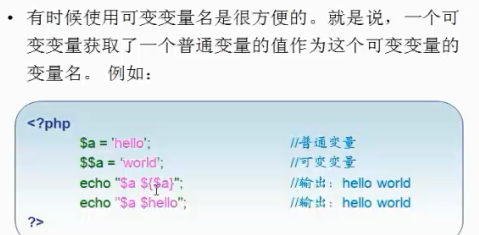 • 有时候使用可变变量名是很方便的。就是说，一个可
变变量获取了一个普通变量的值作为这个可变变量的
变量名。 例如：
<?php
$a = 'hello'; //普通变量
$$a = 'world'; //可变变量
echo "$a ${$a}"; //输出：hello world
echo "$a $hello"; //输出：hello world
?>